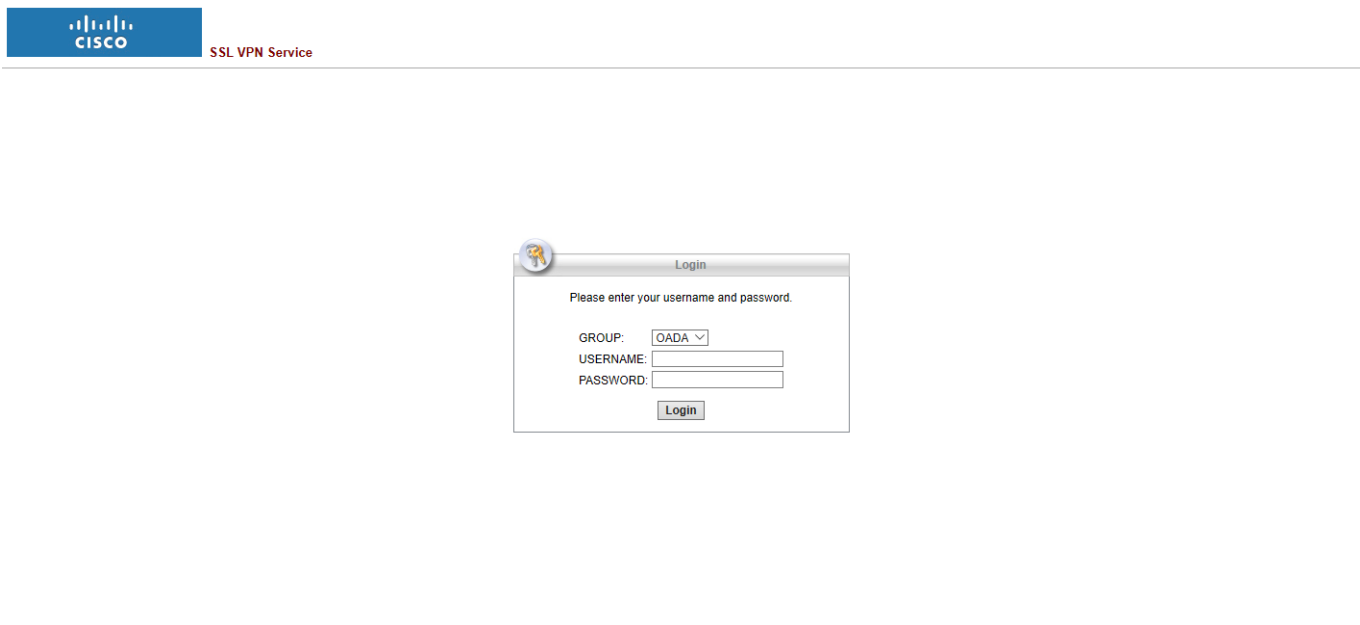 CISCO
SSL VPN Service
Login
Please enter your username and password.
GROUP: OADA
USERNAME:
PASSWORD:
Login